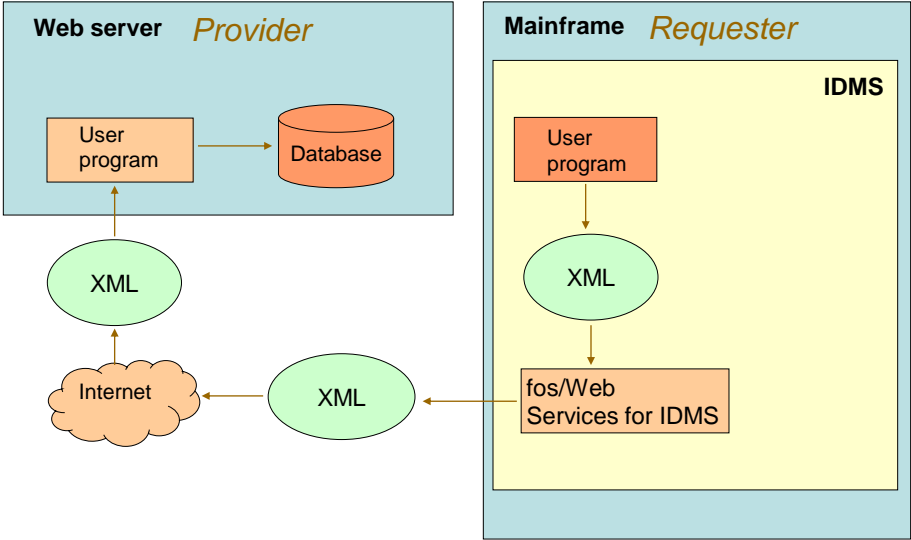 Web server Provider
User
program
Database
XML
Internet
XML
Mainframe Requester
IDMS
User
program
XML
fos/Web
Services for IDMS